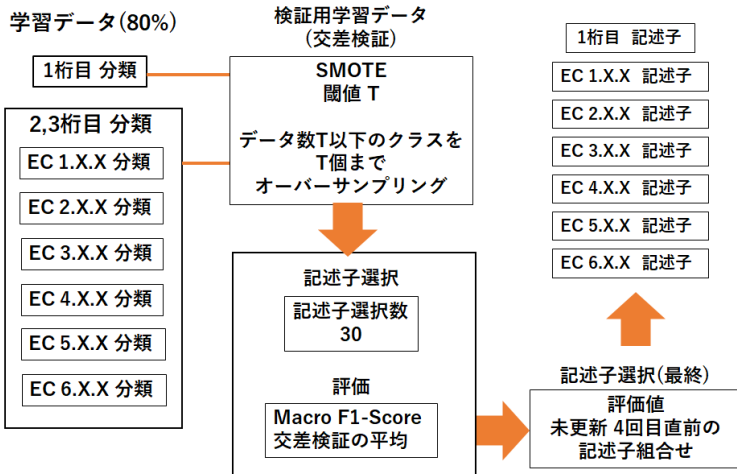 学習データ(80%)
1桁目 分類
2,3桁目 分類
EC 1.X.X 分類
EC 2.X.X 分類
EC 3.X.X 分類
EC 4.X.X 分類
EC 5.X.X 分類
EC 6.X.X 分類
検証用学習データ
(交差検証)
SMOTE
閾値 T
データ数T以下のクラスを
T個まで
オーバーサンプリング
記述子選択
記述子選択数
30
評価
Macro F1-Score
交差検証の平均
記述子選択(最終)
評価値
未更新 4回目直前の
記述子組合せ
1桁目 記述子
EC 1.X.X 記述子
EC 2.X.X 記述子
EC 3.X.X 記述子
EC 4.X.X 記述子
EC 5.X.X 記述子
EC 6.X.X 記述子